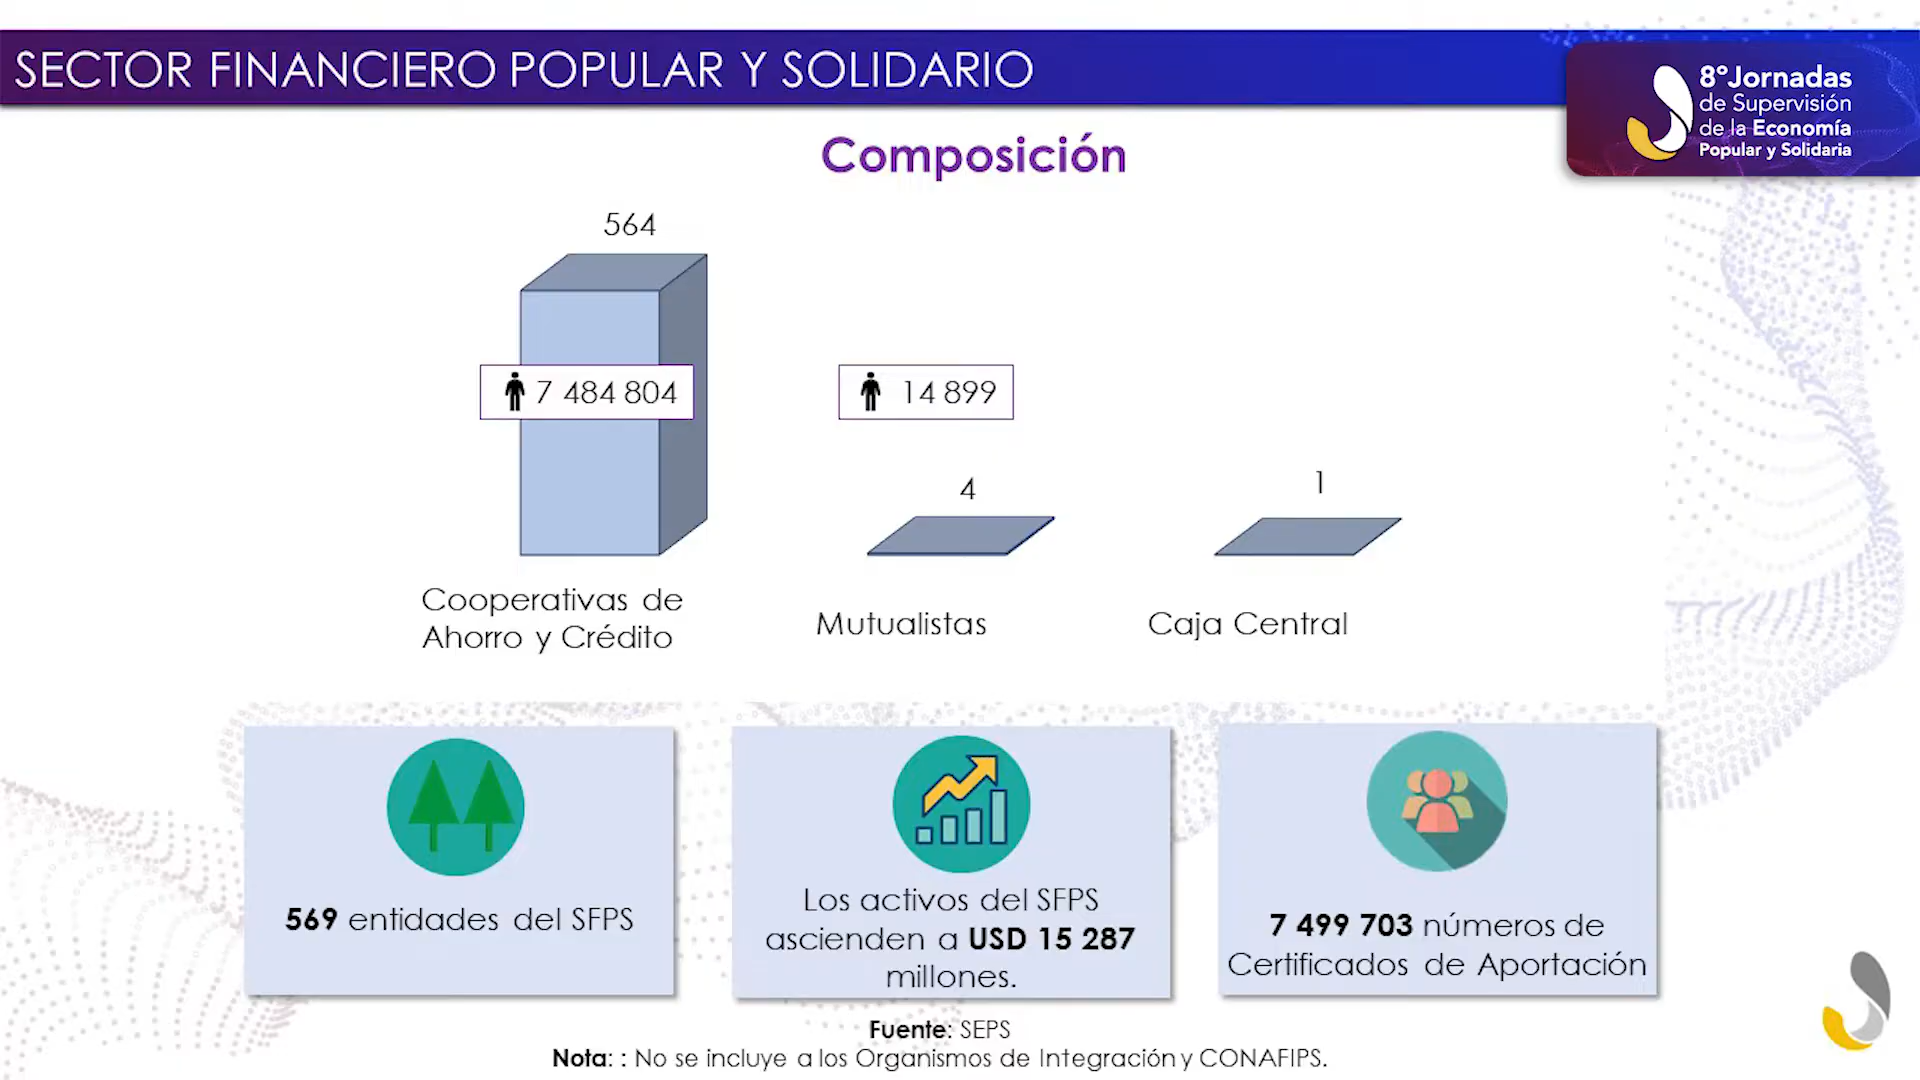 SECTOR FINANCIERO POPULAR Y SOLIDARIO
8°Jornadas
de Supervisión
de la Economía
Popular y Solidaria
Composición
564
7 484 804
14 899
4
1
Cooperativas de
Ahorro y Crédito
Mutualistas
Caja Central
569 entidades del SFPS
Los activos del SFPS
ascienden a USD 15 287
millones.
7 499 703 números de
Certificados de Aportación
Fuente: SEPS
Nota: : No se incluye a los Organismos de Integración y CONAFIPS.